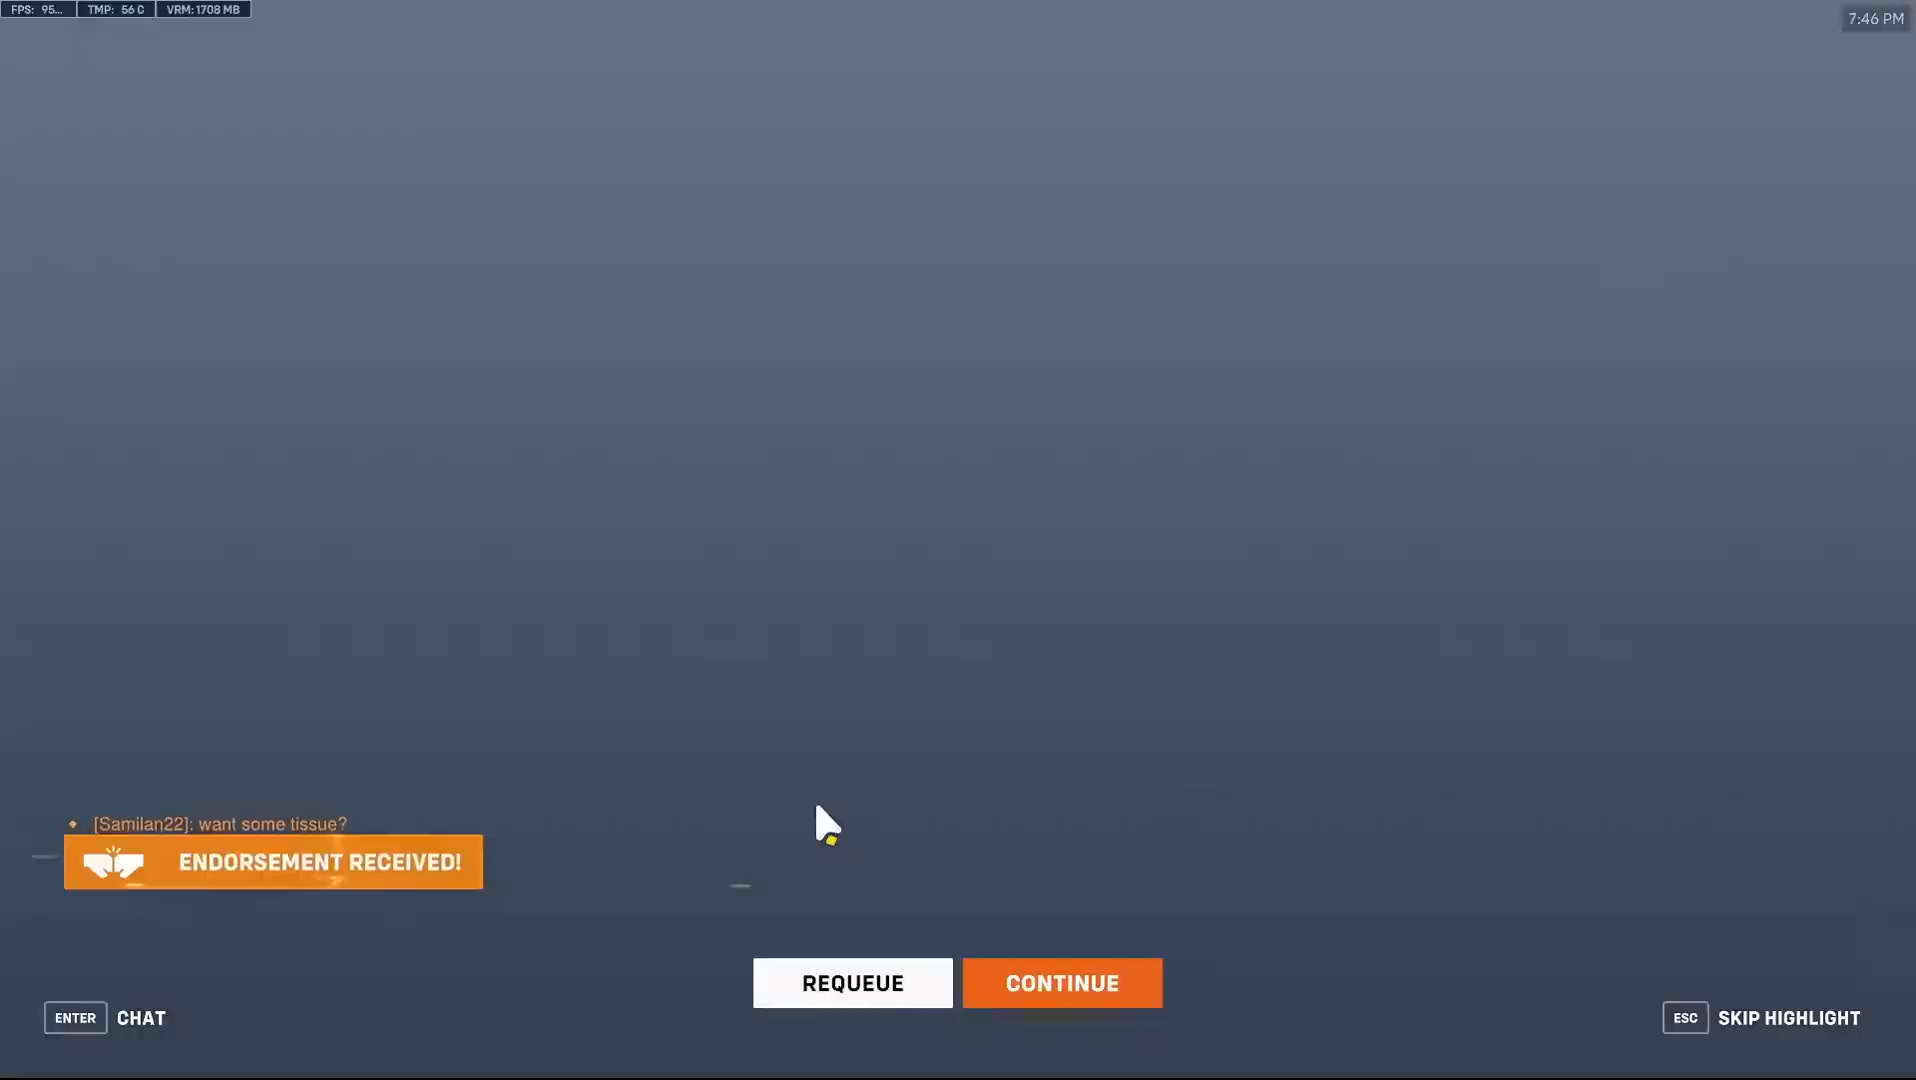 FPS: 95... TMP: 56 C VRM: 1708 MB
7:46 PM
[Samilan22]: want some tissue?
ENDORSEMENT RECEIVED!
REQUEUE CONTINUE
ENTER CHAT
ESC SKIP HIGHLIGHT